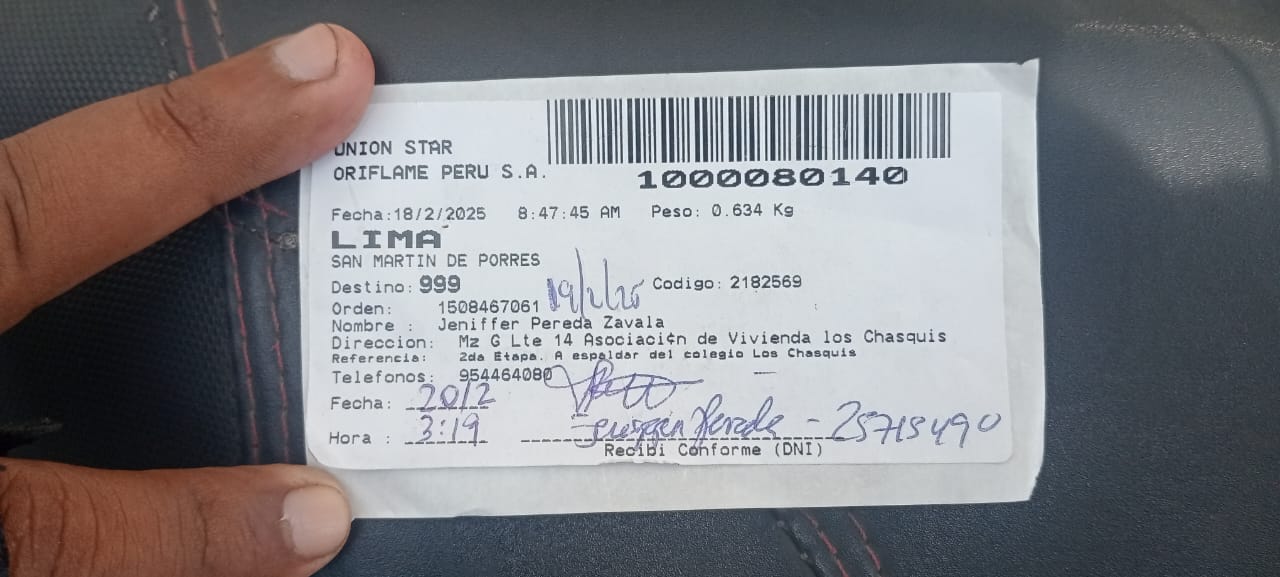 UNION STAR
ORIFLAME PERU S.A.
1000080140
Fecha:18/2/2025 8:47:45 AM Peso: 0.634 Kg
LIMA
SAN MARTIN DE PORRES
Destino: 999 19/2/25 Codigo: 2182569
Orden: 1508467061
Nombre : Jeniffer Pereda Zavala
Direccion: Mz G Lte 14 Asociaci¢n de Vivienda los Chasquis
Referencia: 2da Etapa. A espaldar del colegio Los Chasquis
Telefonos: 954464080
Fecha: 20/2
Hora : 3:19 - 25715490
Recibi Conforme (DNI)